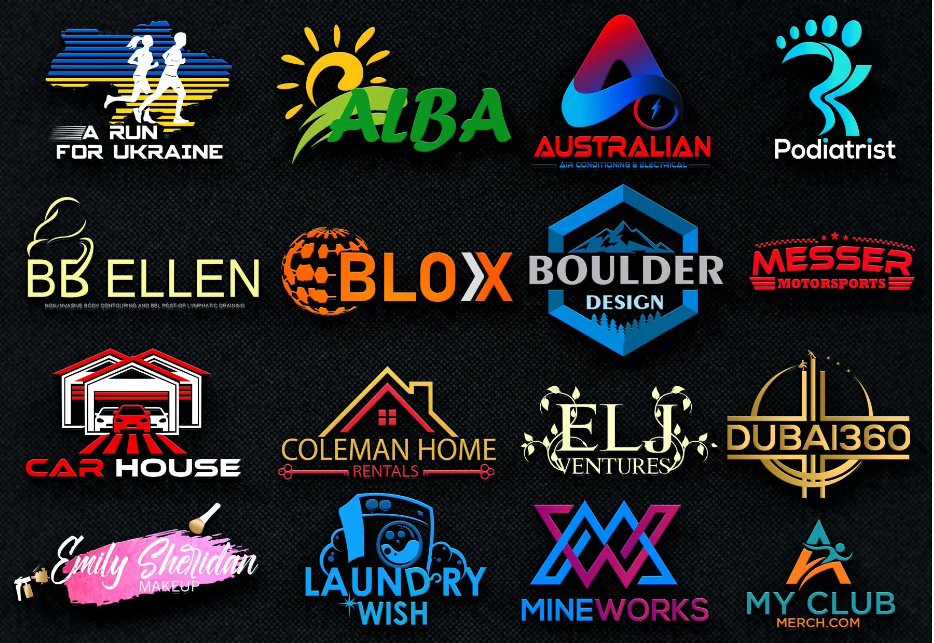 A RUN
FOR UKRAINE
ALBA
AUSTRALIAN
AIR CONDITIONING & ELECTRICAL
Podiatrist
BB ELLEN
NON-INVASIVE BODY CONTOURING AND BBL POST-OP LYMPHATIC DRAINING
BLOXX
BOULDER
DESIGN
MESSER
MOTORSPORTS
CAR HOUSE
COLEMAN HOME
RENTALS
ELJ
VENTURES
DUBAI360
Emily Sheridan
MAKEUP
LAUNDRY
WISH
MINEWORKS
MY CLUB
MERCH.COM